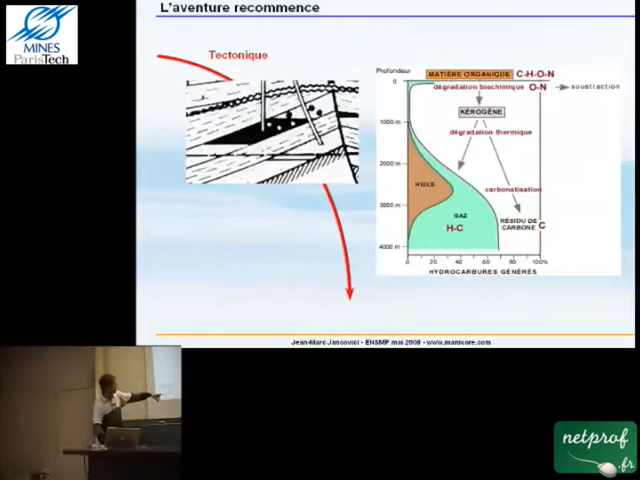 L'aventure recommence
MINES
ParisTech
Tectonique
Profondeur
MATIÈRE ORGANIQUE C-H-O-N
0
dégradation biochimique O-N
soustraction
KÉROGÈNE
1000 m
dégradation thermique
2000 m
HUILE
carbonatisation
3000 m
GAZ
RÉSIDU DE
CARBONE C
H-C
4000 m
0 20 40 60 80 100%
HYDROCARBURES GÉNÉRÉS
Jean-Marc Jancovici - ENSMP mai 2008 - www.manicore.com
netprof
.fr